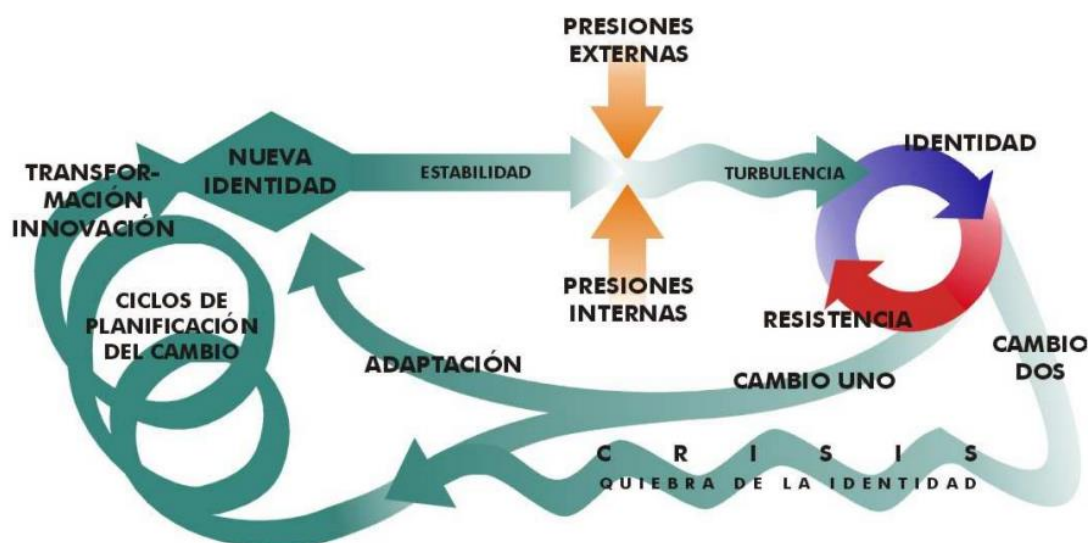 PRESIONES
EXTERNAS
IDENTIDAD
TRANSFOR-
MACIÓN
INNOVACIÓN
NUEVA
IDENTIDAD
ESTABILIDAD
TURBULENCIA
PRESIONES
INTERNAS
RESISTENCIA
CICLOS DE
PLANIFICACIÓN
DEL CAMBIO
ADAPTACIÓN
CAMBIO UNO
CAMBIO
DOS
CRISIS
QUIEBRA DE LA IDENTIDAD